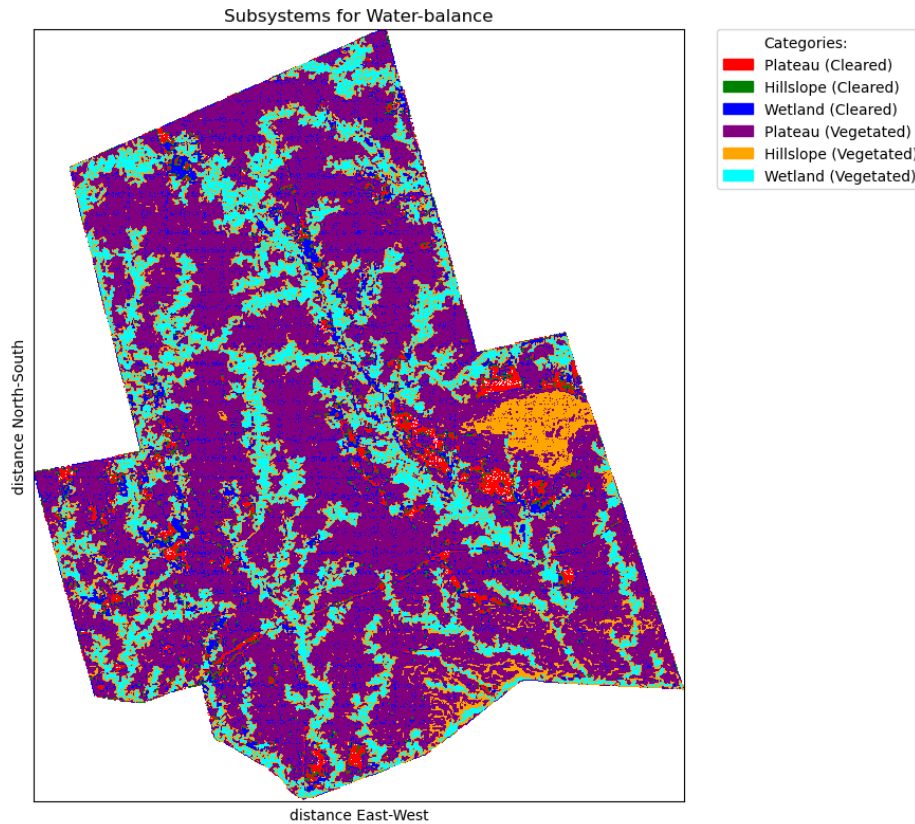 Subsystems for Water-balance
Categories:
Plateau (Cleared)
Hillslope (Cleared)
Wetland (Cleared)
Plateau (Vegetated)
Hillslope (Vegetated)
Wetland (Vegetated)
distance North-South
distance East-West